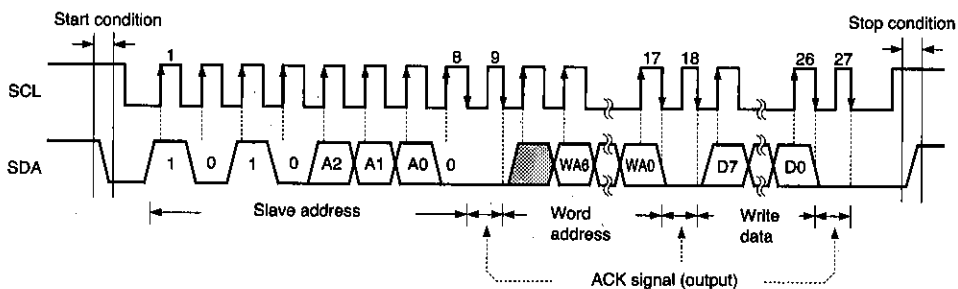 Start condition
Stop condition
1 8 9 17 18 26 27
SCL
SDA
1 0 1 0 A2 A1 A0 0 WA6 WA0 D7 D0
Slave address
Word address
Write data
ACK signal (output)